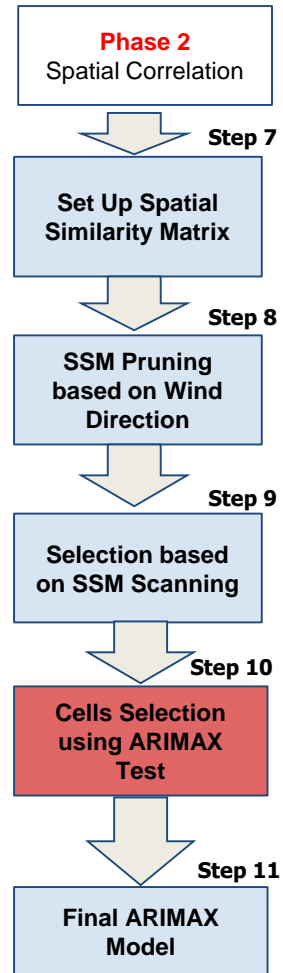 Phase 2
Spatial Correlation
Step 7
Set Up Spatial
Similarity Matrix
Step 8
SSM Pruning
based on Wind
Direction
Step 9
Selection based
on SSM Scanning
Step 10
Cells Selection
using ARIMAX
Test
Step 11
Final ARIMAX
Model